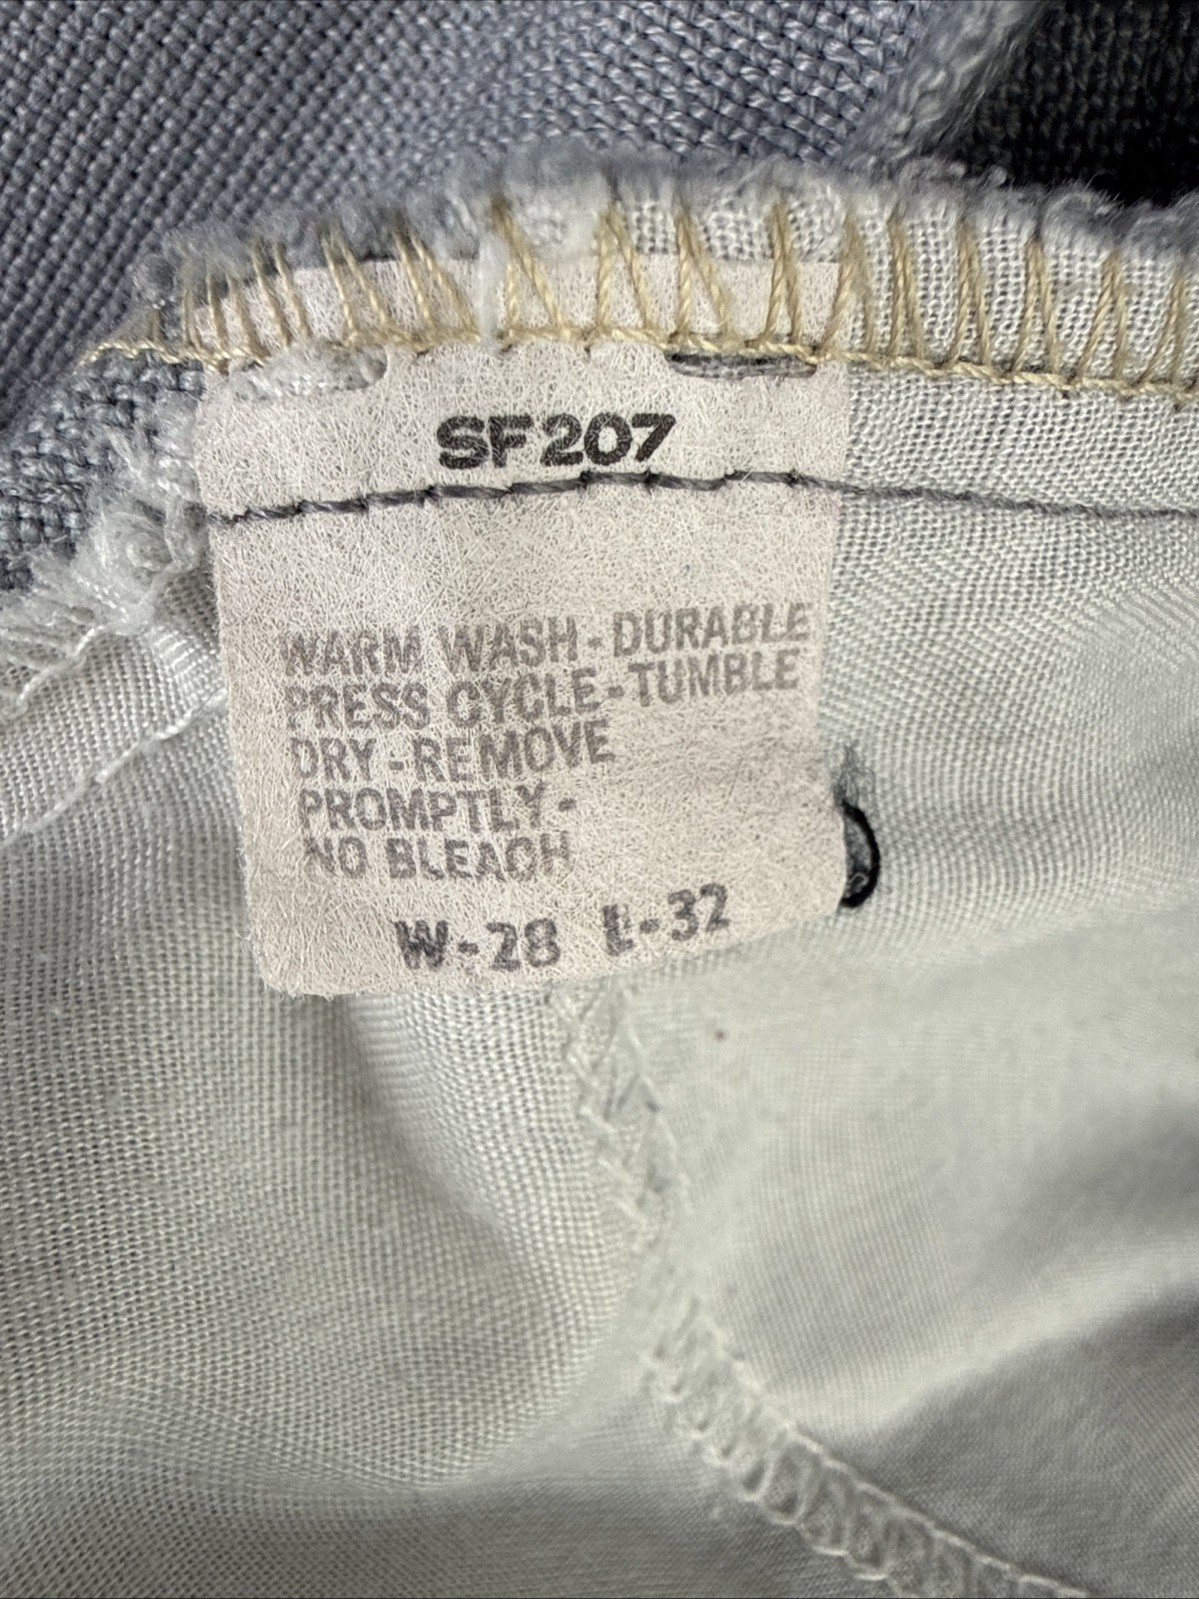 SF207
WARM WASH-DURABLE
PRESS CYCLE-TUMBLE
DRY-REMOVE
PROMPTLY-
NO BLEACH
W-28 L-32